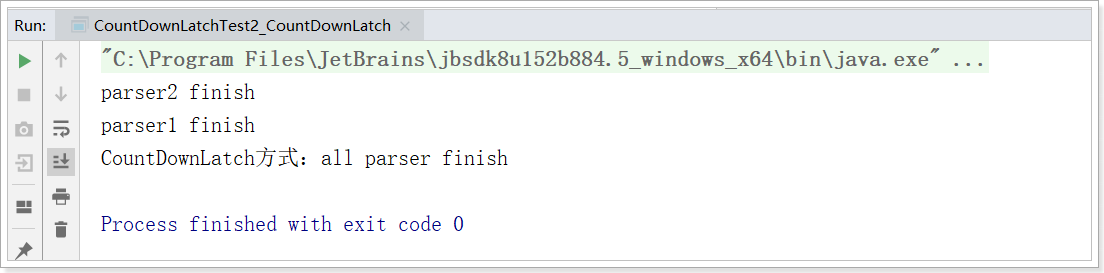 Run: CountDownLatchTest2_CountDownLatch ×
"C:\Program Files\JetBrains\jbsdk8u152b884.5_windows_x64\bin\java.exe" ...
parser2 finish
parser1 finish
CountDownLatch方式：all parser finish
Process finished with exit code 0